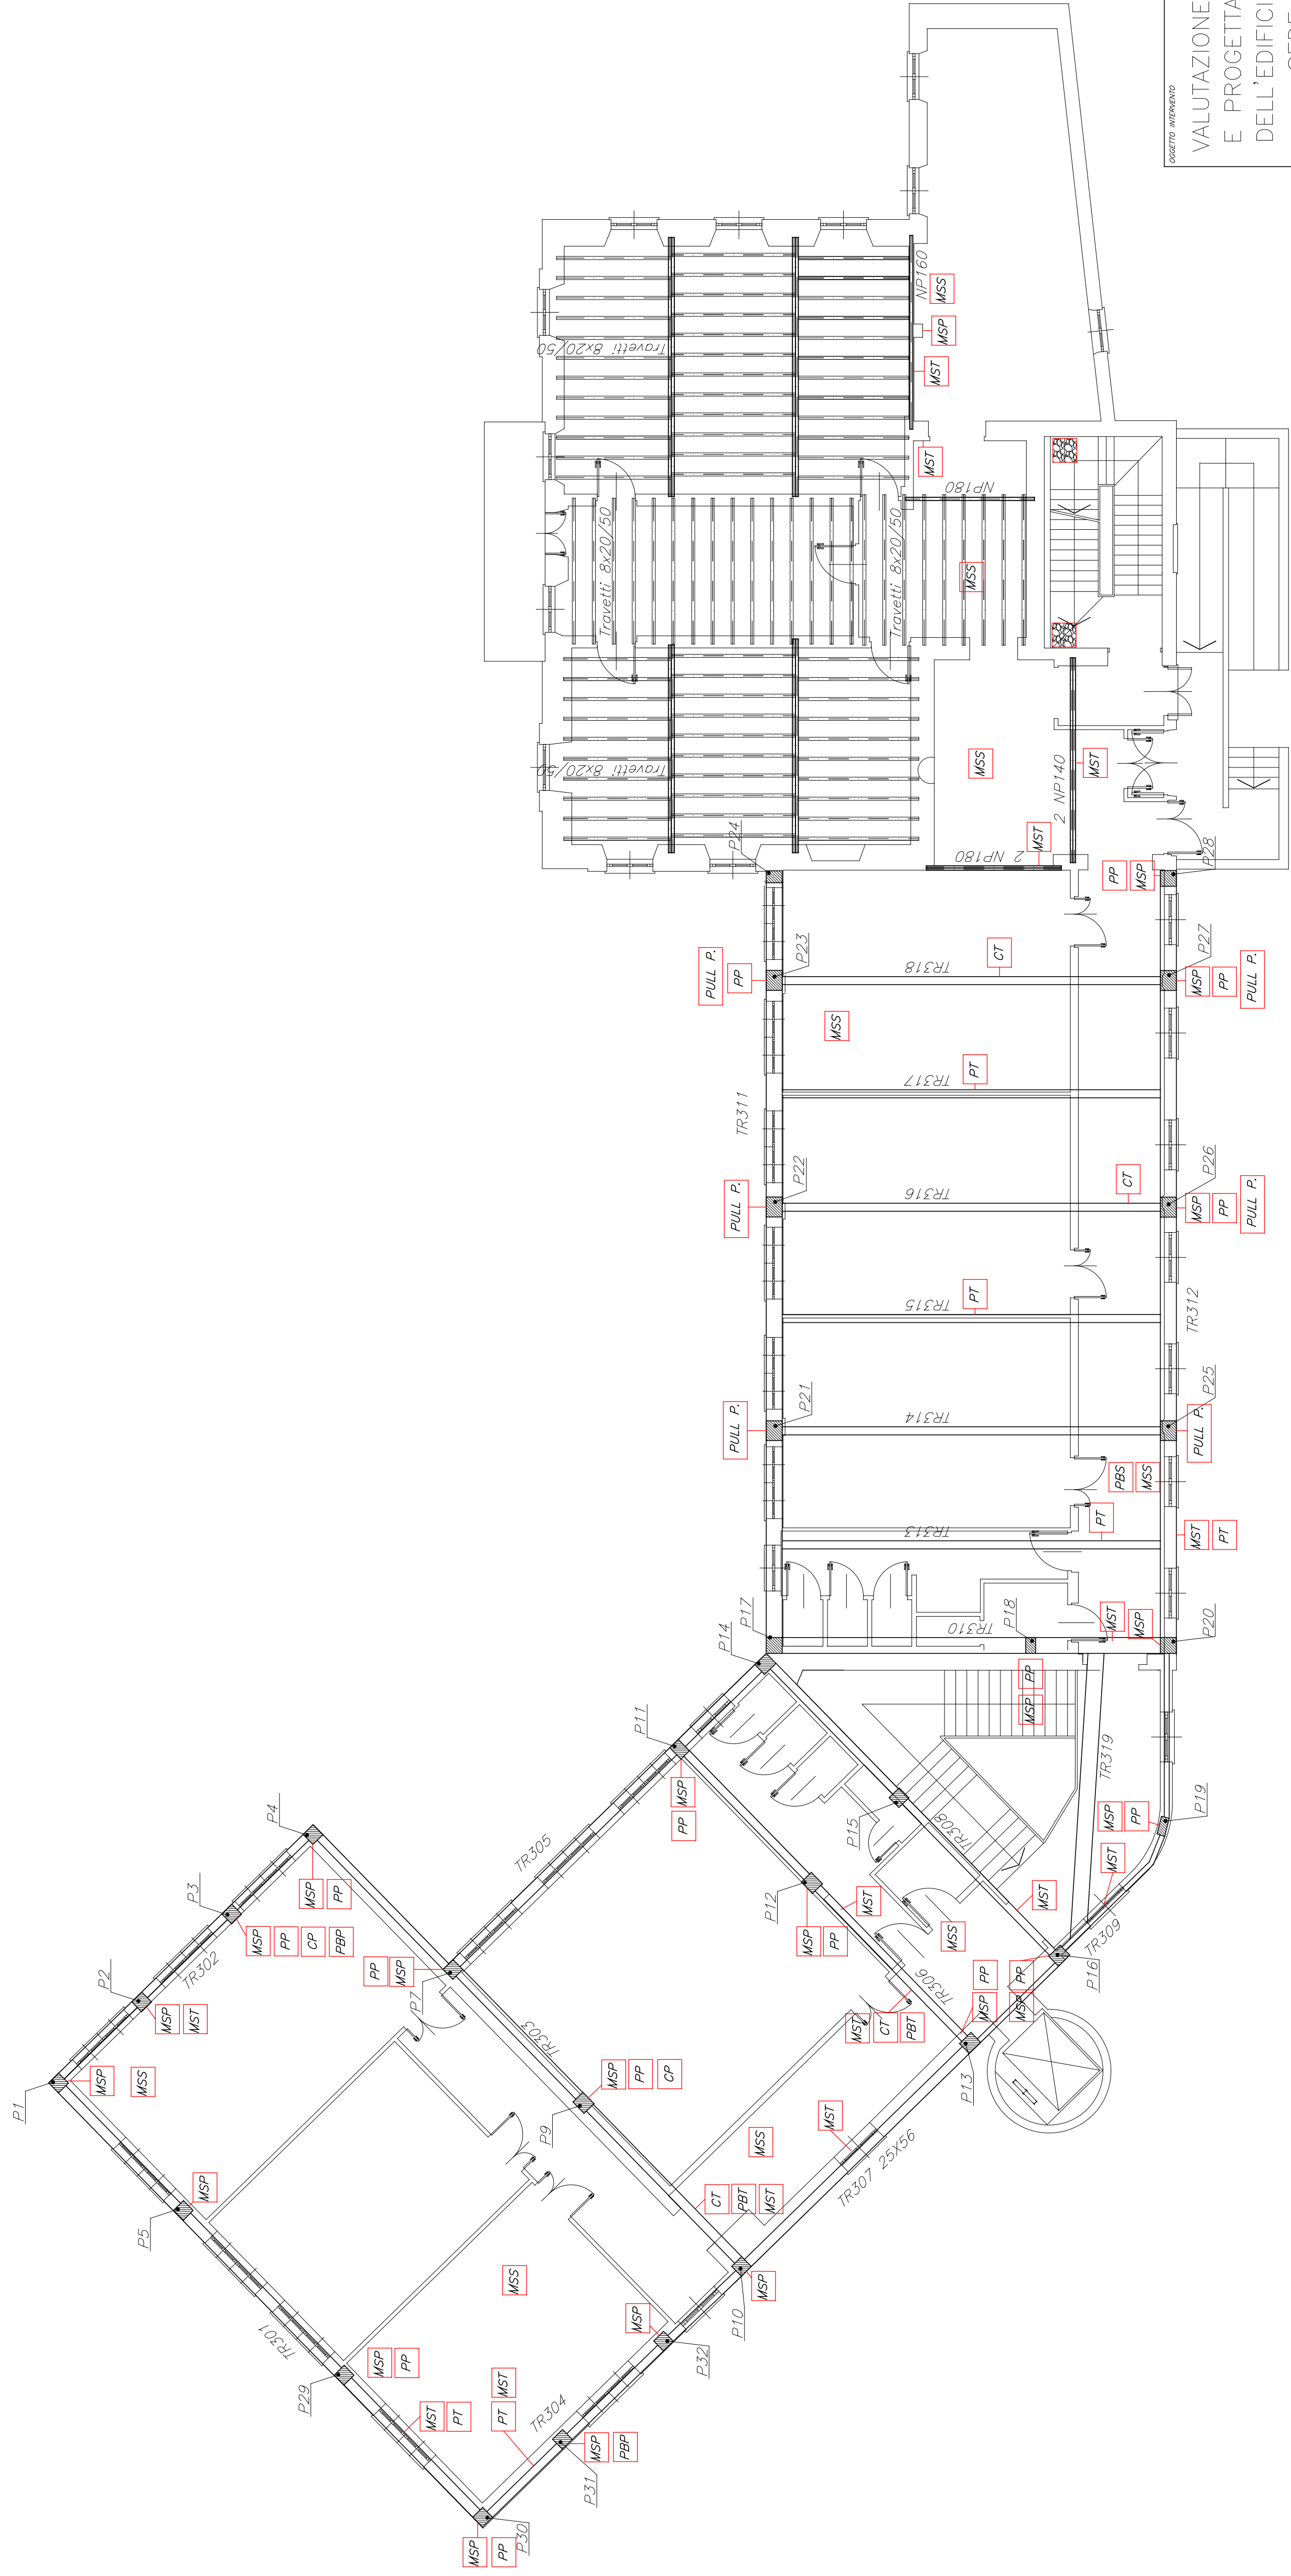 OGGETTO INTERVENTO
VALUTAZIONE
E PROGETTA
DELL'EDIFICI
NP160
MSS
MSP
MST
MST
Travetti 8x20/50
NP180
Travetti 8x20/50
Travetti 8x20/50
MSS
Travetti 8x20/50
MSS
2 NP140
MST
2 NP180
MST
P24
P28
PP
MSP
PULL P.
PP
P23
TR318
CT
P27
MSP
PP
PULL P.
MSS
TR317
PT
TR311
PULL P.
P22
TR316
CT
P26
MSP
PP
PULL P.
TR315
PT
TR312
PULL P.
P21
TR314
P25
PULL P.
PBS
MSS
TR313
PT
MST
PT
P17
TR310
P18
MST
MSP
P20
PP
MSP
P14
TR319
P11
MSP
PP
P15
TR308
MSP
PP
P19
MST
TR309
MST
P16
P4
MSP
PP
TR305
P12
MSP
PP
MST
MSS
TR306
MST
CT
PBT
MSP
PP
MSP
PP
P13
P3
MSP
PP
CP
PBP
TR302
P2
MSP
MST
PP
MSP
P7
TR303
P1
MSP
MSS
P9
MSP
PP
CP
MSS
MST
TR307 25X56
CT
PBT
MST
P5
MSP
MSS
MSP
P10
MSP
P32
TR301
P29
MSP
PP
MST
PT
MST
PT
TR304
MSP
PBP
P31
P30
MSP
PP